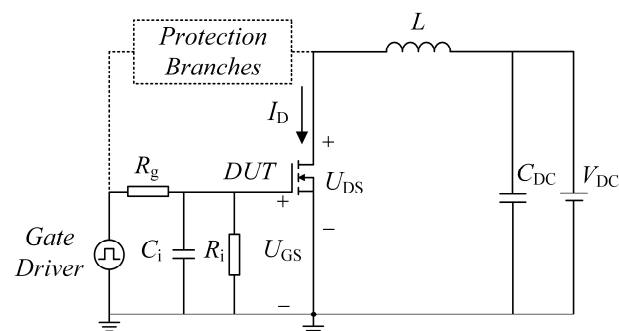 Protection
Branches
L
I_D
+
R_g
DUT
U_DS
C_DC
V_DC
+
−
Gate
Driver
C_i
R_i
U_GS
−